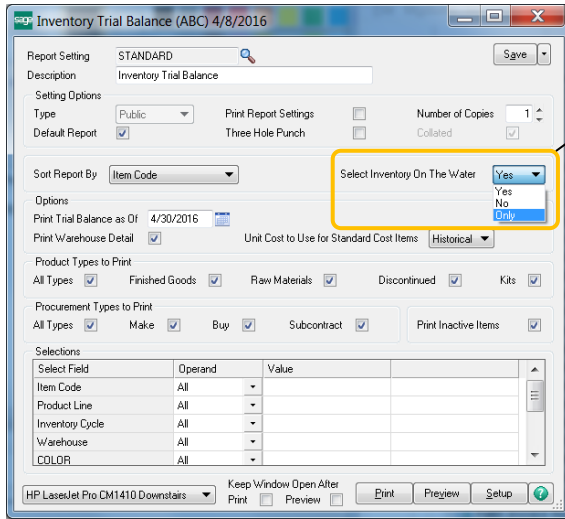 sage Inventory Trial Balance (ABC) 4/8/2016
Report Setting STANDARD Save
Description Inventory Trial Balance
Setting Options
Type Public Print Report Settings Number of Copies 1
Default Report Three Hole Punch Collated
Sort Report By Item Code Select Inventory On The Water Yes
Yes
No
Only
Options
Print Trial Balance as Of 4/30/2016
Print Warehouse Detail Unit Cost to Use for Standard Cost Items Historical
Product Types to Print
All Types Finished Goods Raw Materials Discontinued Kits
Procurement Types to Print
All Types Make Buy Subcontract Print Inactive Items
Selections
Select Field Operand Value
Item Code All
Product Line All
Inventory Cycle All
Warehouse All
COLOR All
HP LaserJet Pro CM1410 Downstairs Keep Window Open After
Print Preview Print Preview Setup